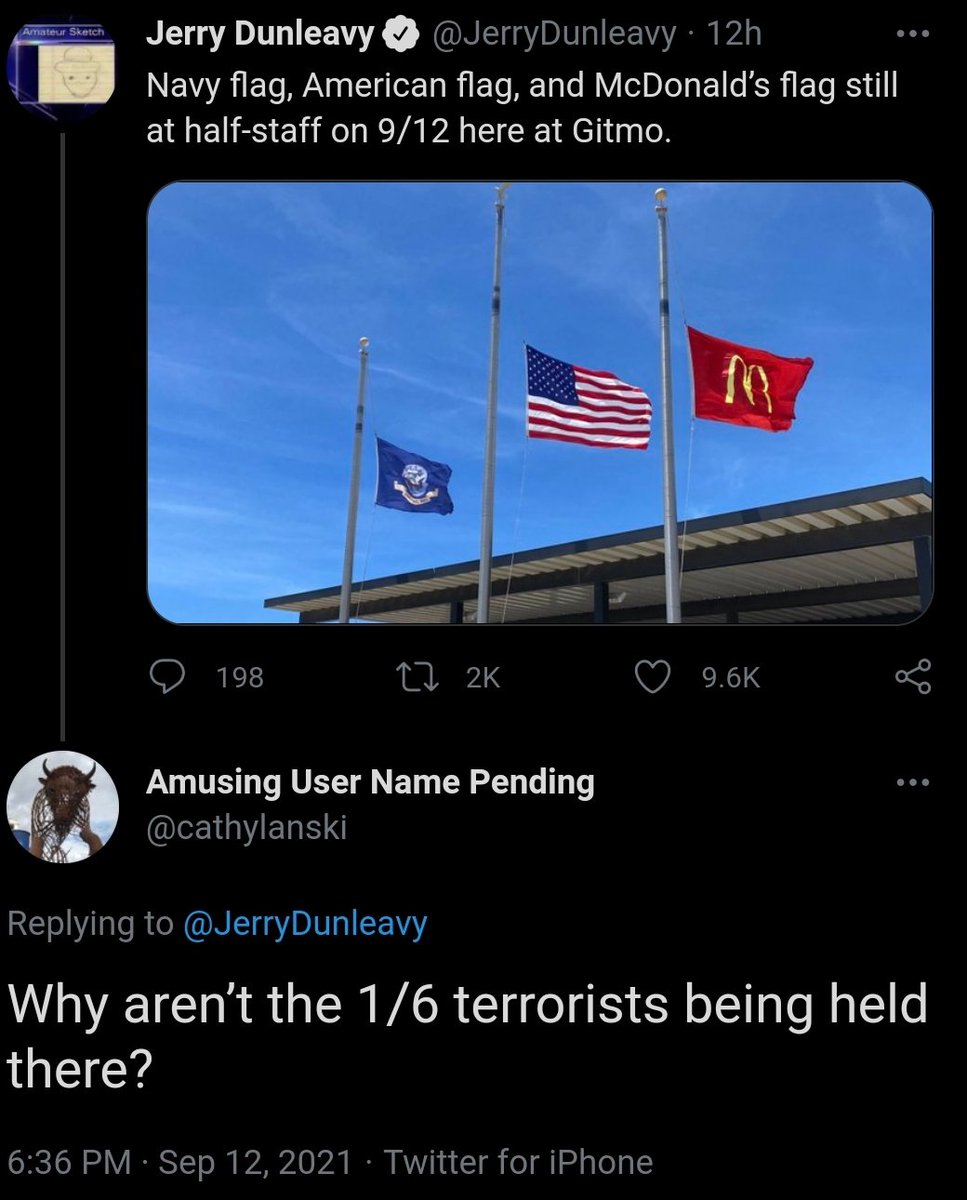 Amateur Sketch
Jerry Dunleavy @JerryDunleavy · 12h
Navy flag, American flag, and McDonald’s flag still
at half-staff on 9/12 here at Gitmo.
198 2K 9.6K
Amusing User Name Pending
@cathylanski
Replying to @JerryDunleavy
Why aren’t the 1/6 terrorists being held
there?
6:36 PM · Sep 12, 2021 · Twitter for iPhone